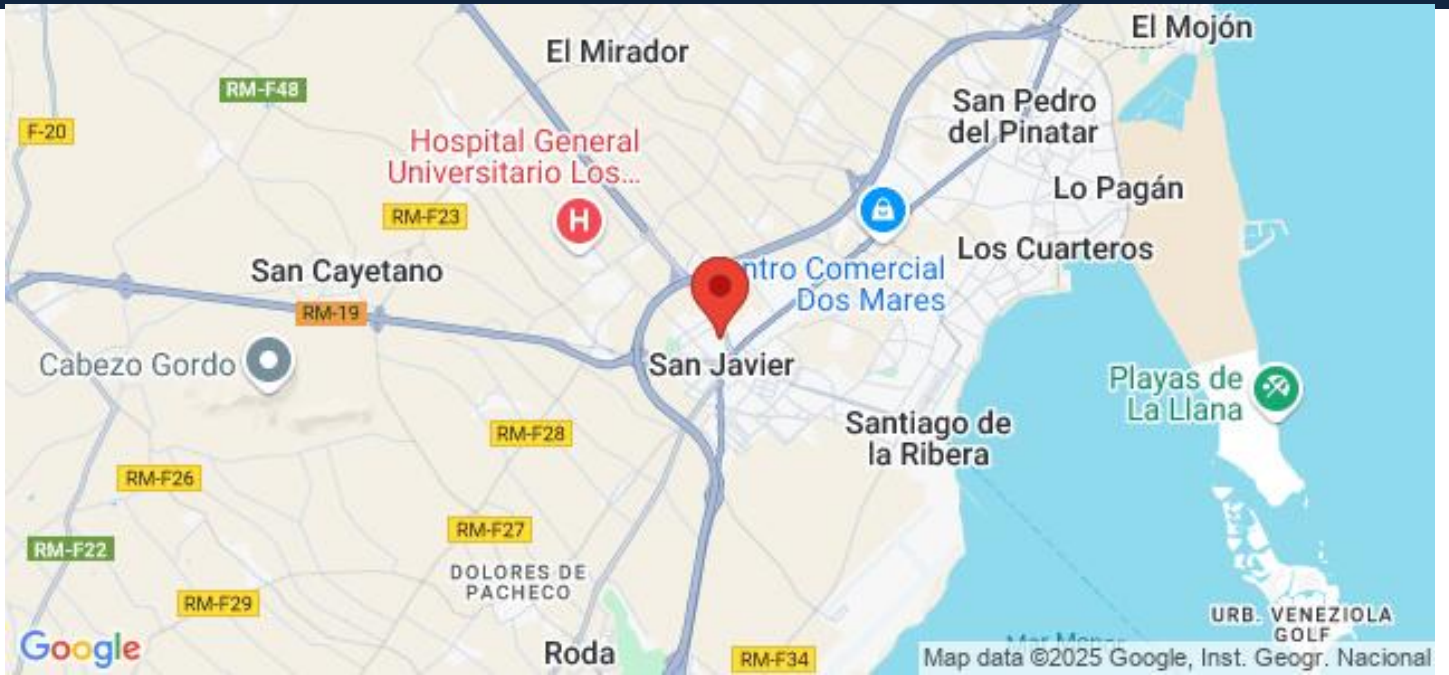 El Mojón
El Mirador
RM-F48
San Pedro
del Pinatar
F-20
Hospital General
Universitario Los...
Lo Pagán
RM-F23
Los Cuarteros
San Cayetano
ntro Comercial
Dos Mares
RM-19
San Javier
Cabezo Gordo
Playas de
La Llana
Santiago de
la Ribera
RM-F28
RM-F26
RM-F27
RM-F22
DOLORES DE
PACHECO
RM-F29
URB. VENEZIOLA
GOLF
Google
Roda
RM-F34
Mar Menor
Map data ©2025 Google, Inst. Geogr. Nacional